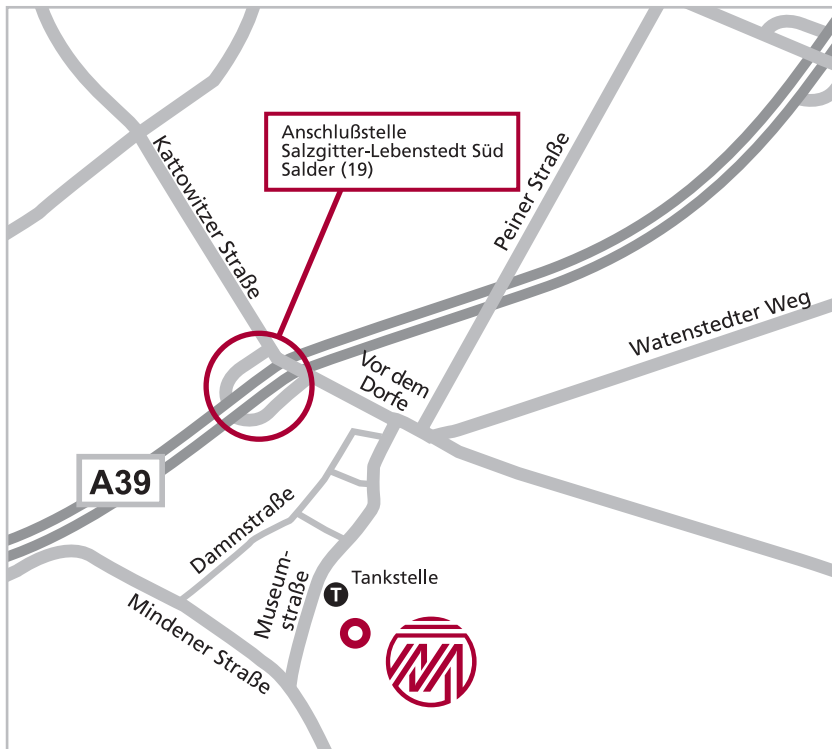 Anschlußstelle
Salzgitter-Lebenstedt Süd
Salder (19)
Kattowitzer Straße
Peiner Straße
Watenstedter Weg
Vor dem
Dorfe
A39
Dammstraße
Museum-
straße
T
Tankstelle
Mindener Straße